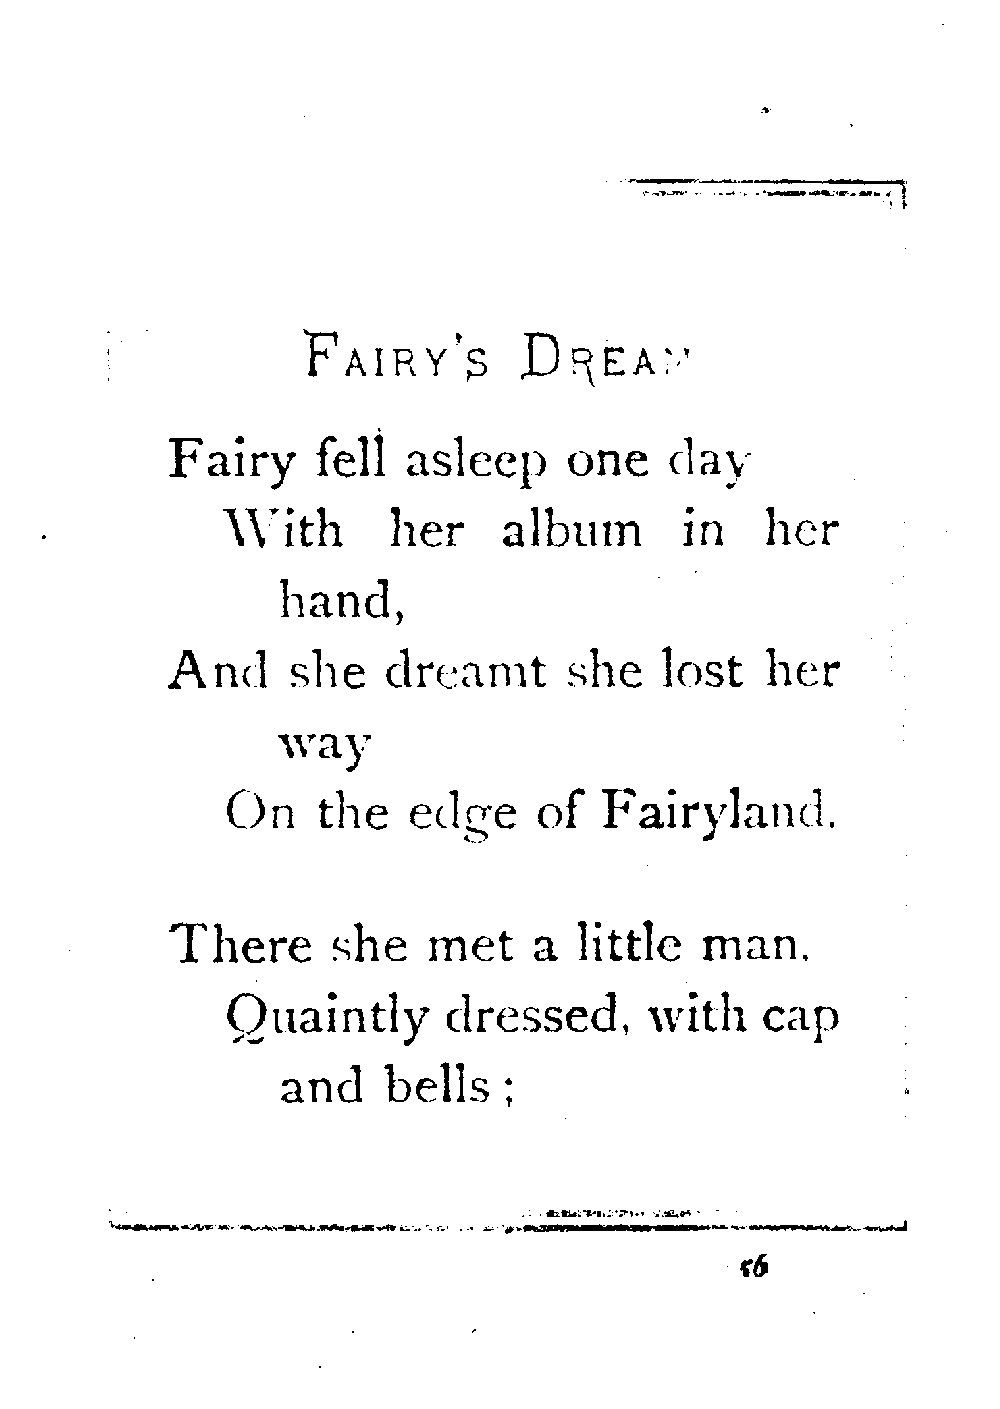 FAIRY'S DREAM
Fairy fell asleep one day
With her album in her
hand,
And she dreamt she lost her
way
On the edge of Fairyland.
There she met a little man,
Quaintly dressed, with cap
and bells ;
56